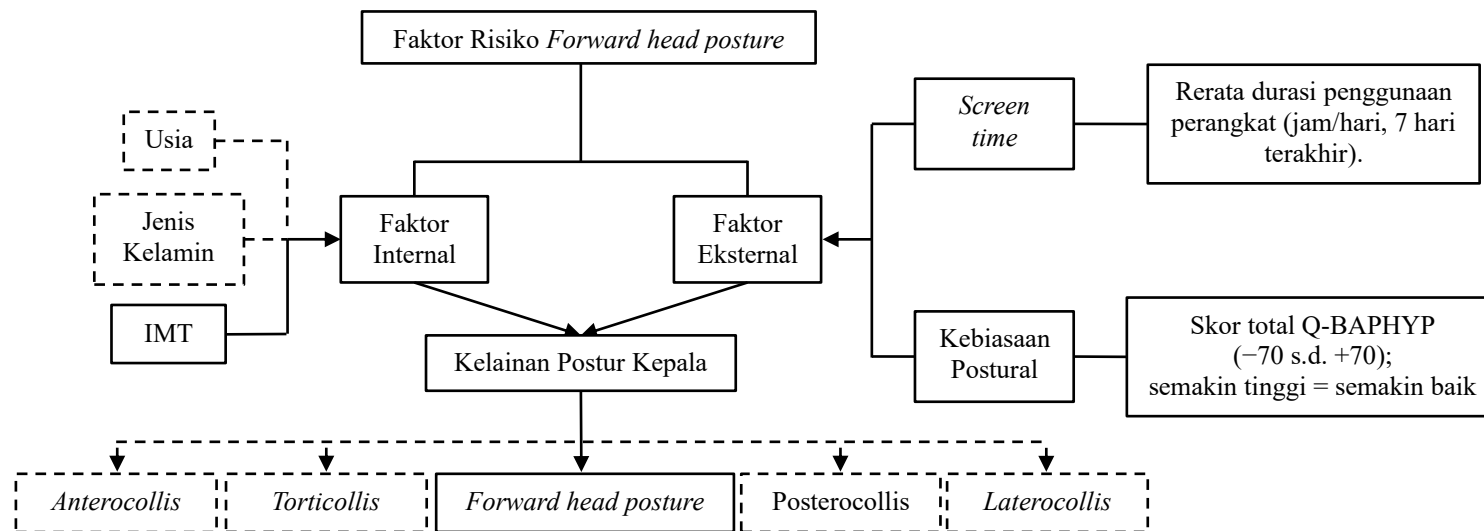 Faktor Risiko Forward head posture
Usia
Jenis
Kelamin
IMT
Faktor
Internal
Faktor
Eksternal
Screen
time
Rerata durasi penggunaan
perangkat (jam/hari, 7 hari
terakhir).
Kebiasaan
Postural
Skor total Q-BAPHYP
(−70 s.d. +70);
semakin tinggi = semakin baik
Kelainan Postur Kepala
Anterocollis
Torticollis
Forward head posture
Posterocollis
Laterocollis